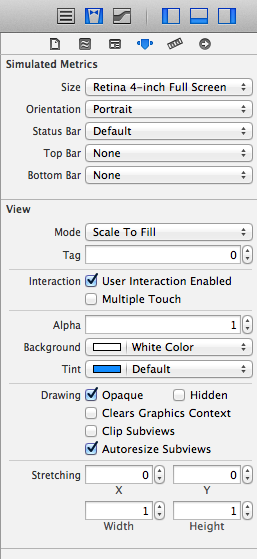 Simulated Metrics
Size Retina 4-inch Full Screen
Orientation Portrait
Status Bar Default
Top Bar None
Bottom Bar None
View
Mode Scale To Fill
Tag 0
Interaction User Interaction Enabled
Multiple Touch
Alpha 1
Background White Color
Tint Default
Drawing Opaque Hidden
Clears Graphics Context
Clip Subviews
Autoresize Subviews
Stretching 0 0
X Y
1 1
Width Height